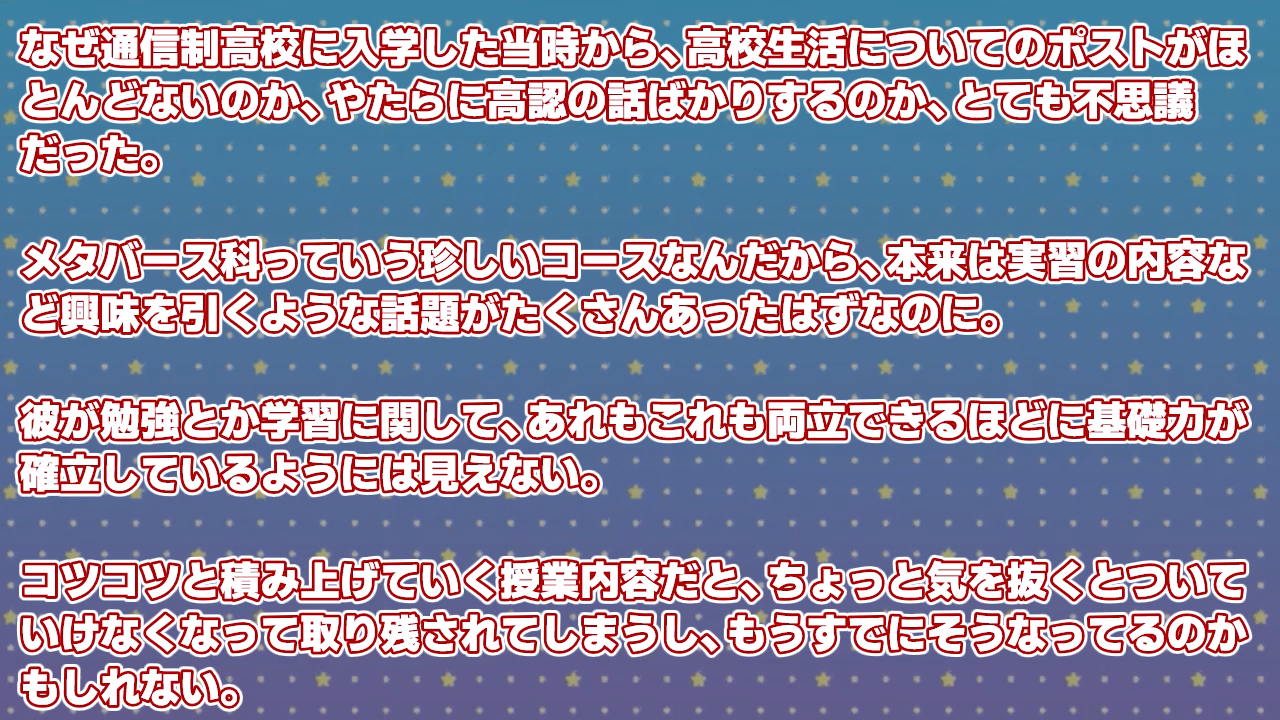 なぜ通信制高校に入学した当時から、高校生活についてのポストがほ
とんどないのか、やたらに高認の話ばかりするのか、とても不思議
だった。
メタバース科っていう珍しいコースなんだから、本来は実習の内容な
ど興味を引くような話題がたくさんあったはずなのに。
彼が勉強とか学習に関して、あれもこれも両立できるほどに基礎力が
確立しているようには見えない。
コツコツと積み上げていく授業内容だと、ちょっと気を抜くとついて
いけなくなって取り残されてしまうし、もうすでにそうなってるのか
もしれない。